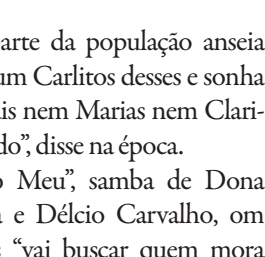 arte da população anseia
um Carlitos desses e sonha
is nem Marias nem Clari-
do”, disse na época.
o Meu”, samba de Dona
e Délcio Carvalho, om
“vai buscar quem mora